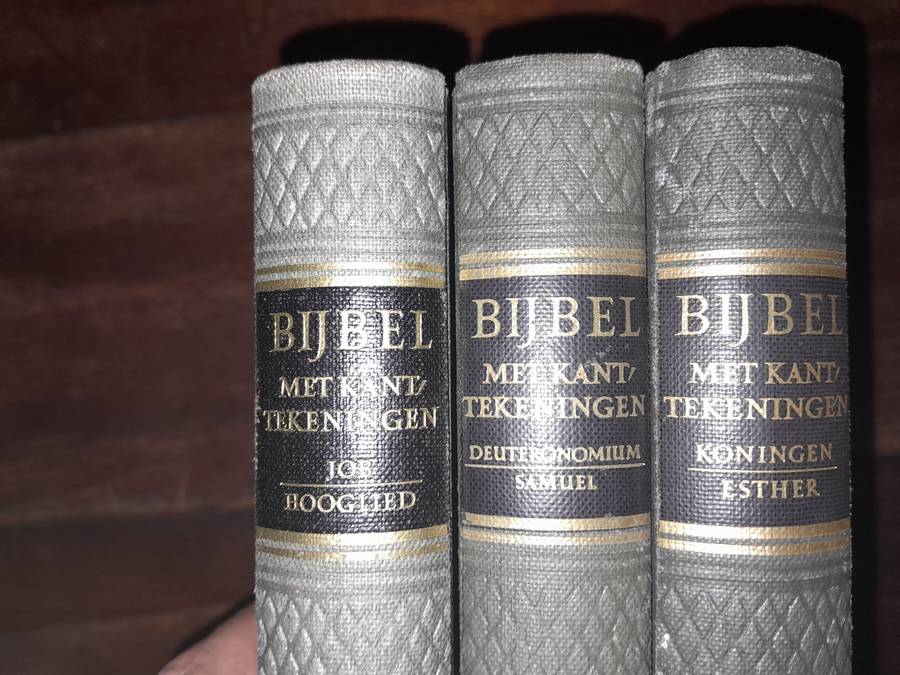 BIJBEL
MET KANT/
TEKENINGEN
JOB
HOOGLIED
BIJBEL
MET KANT/
TEKENINGEN
DEUTERONOMIUM
SAMUEL
BIJBEL
MET KANT/
TEKENINGEN
KONINGEN
ESTHER